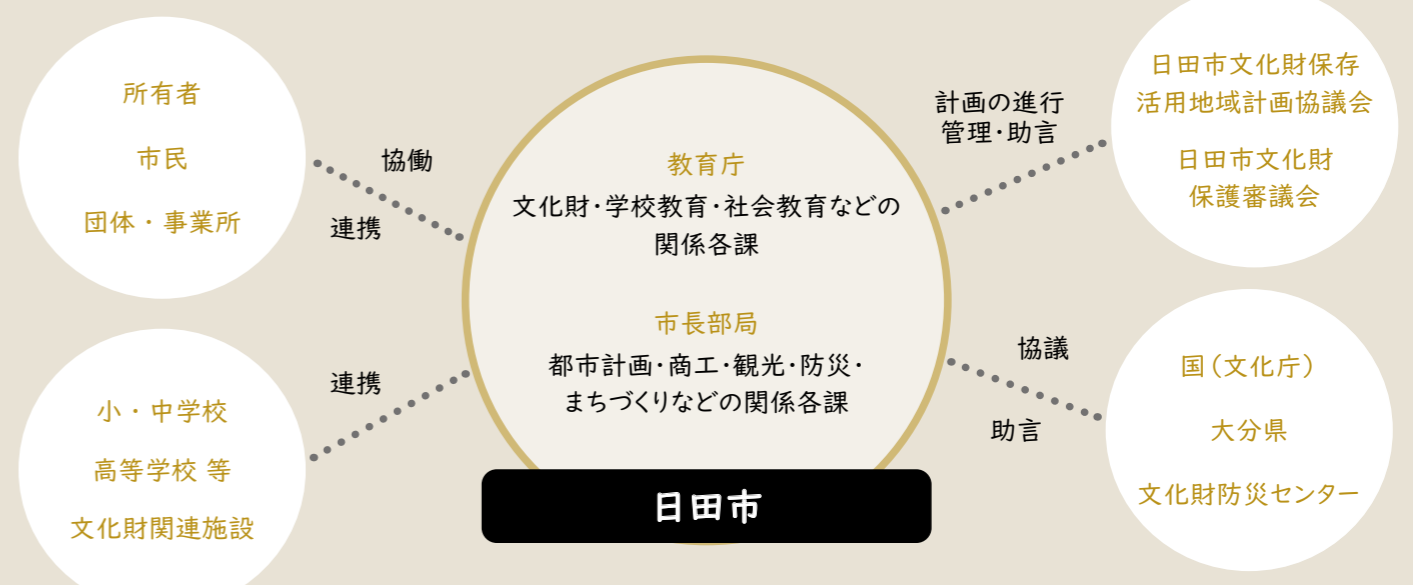 所有者
市民
団体・事業所
協働
連携
小・中学校
高等学校 等
文化財関連施設
連携
教育庁
文化財・学校教育・社会教育などの
関係各課
市長部局
都市計画・商工・観光・防災・
まちづくりなどの関係各課
日田市
計画の進行
管理・助言
日田市文化財保存
活用地域計画協議会
日田市文化財
保護審議会
協議
助言
国（文化庁）
大分県
文化財防災センター